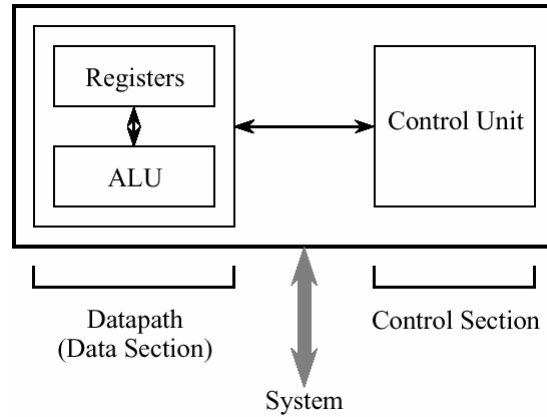 Registers
ALU
Control Unit
Datapath
(Data Section)
Control Section
System